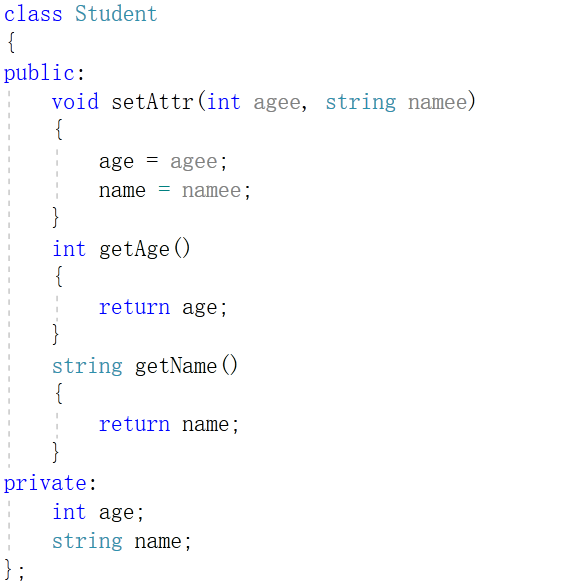 class Student
{
public:
    void setAttr(int agee, string namee)
    {
        age = agee;
        name = namee;
    }
    int getAge()
    {
        return age;
    }
    string getName()
    {
        return name;
    }
private:
    int age;
    string name;
};